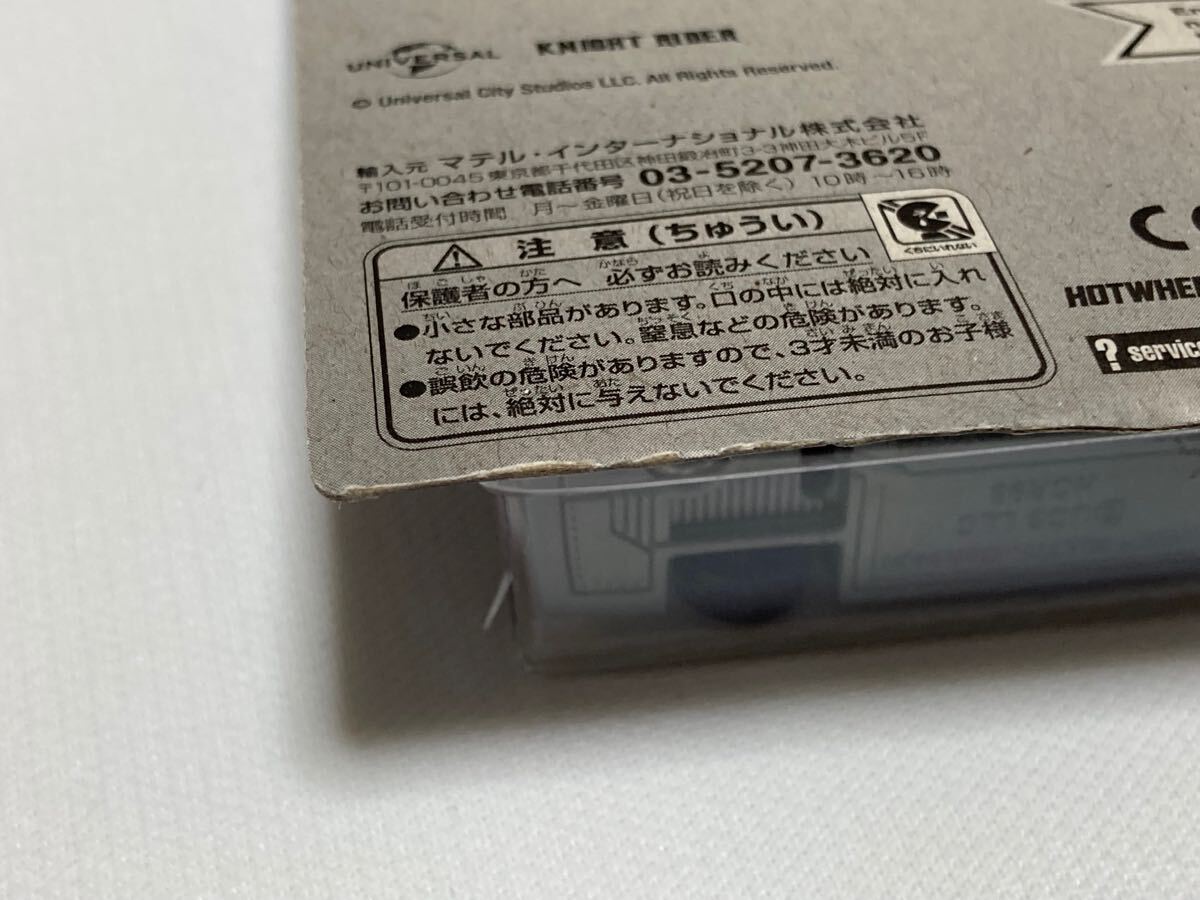 UNIVERSAL KNIGHT RIDER
© Universal City Studios LLC. All Rights Reserved.
輸入元 マテル・インターナショナル株式会社
〒101-0045 東京都千代田区神田鍛冶町3-3神田大木ビル5F
お問い合わせ電話番号 03-5207-3620
電話受付時間 月〜金曜日(祝日を除く) 10時〜16時
注 意 (ちゅうい)
くちにいれない
保護者の方へ 必ずお読みください
●小さな部品があります。口の中には絶対に入れ
ないでください。窒息などの危険があります。
●誤飲の危険がありますので、3才未満のお子様
には、絶対に与えないでください。
HOTWHE
? service